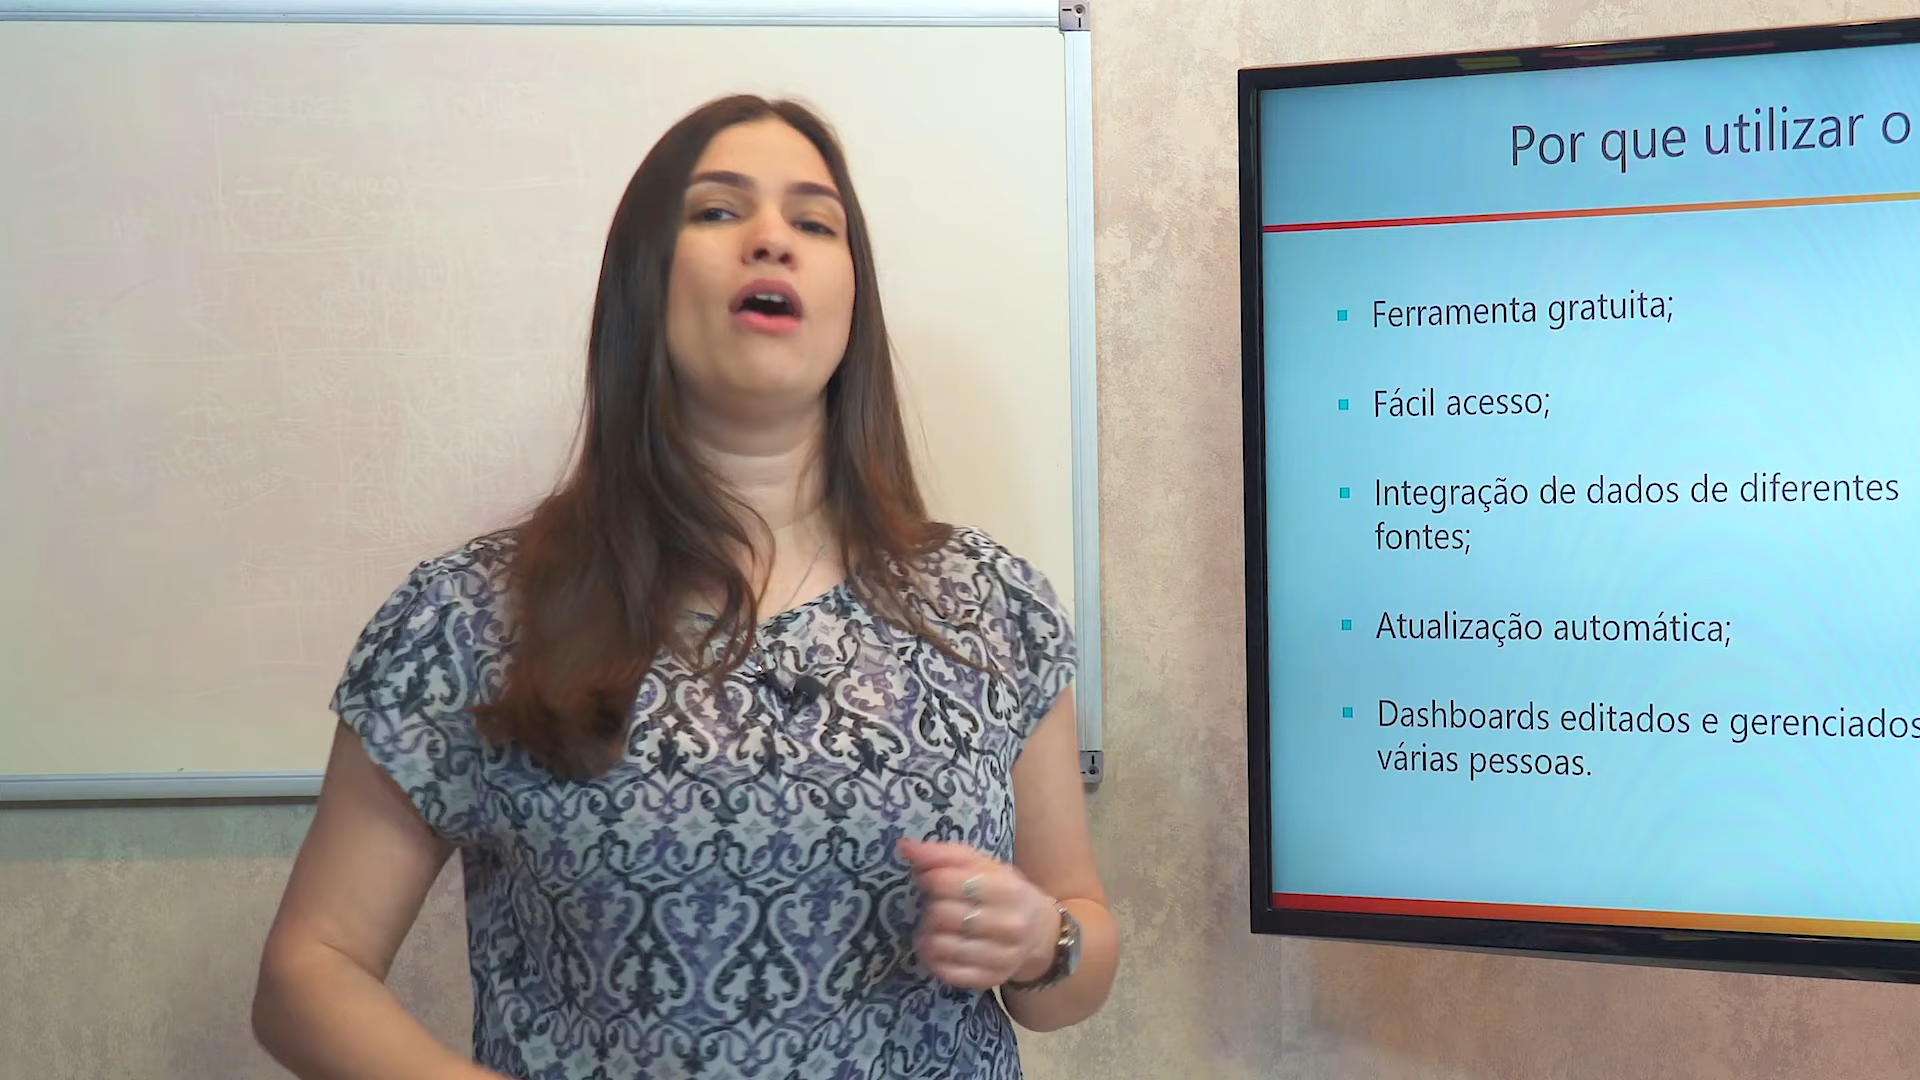 Por que utilizar o
Ferramenta gratuita;
Fácil acesso;
Integração de dados de diferentes
fontes;
Atualização automática;
Dashboards editados e gerenciados
várias pessoas.